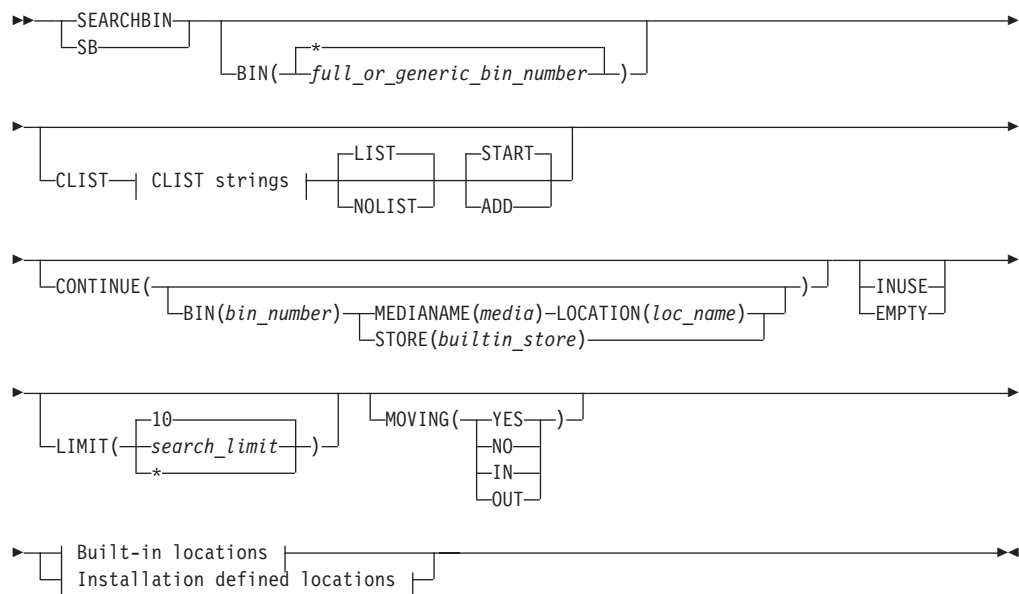 SEARCHBIN
SB
BIN(
*
full_or_generic_bin_number
)
CLIST
CLIST strings
LIST
NOLIST
START
ADD
CONTINUE(
BIN(bin_number)
MEDIANAME(media)
LOCATION(loc_name)
STORE(builtin_store)
)
INUSE
EMPTY
LIMIT(
10
search_limit
*
)
MOVING(
YES
NO
IN
OUT
)
Built-in locations
Installation defined locations